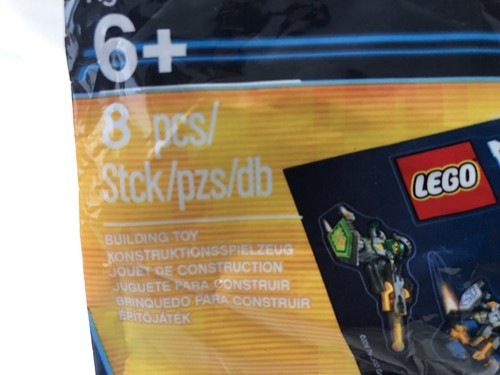 6+
8 pcs/
Stck/pzs/db
LEGO
BUILDING TOY
KONSTRUKTIONSSPIELZEUG
JOUET DE CONSTRUCTION
JUGUETE PARA CONSTRUIR
BRINQUEDO PARA CONSTRUIR
ÉPÍTŐJÁTÉK